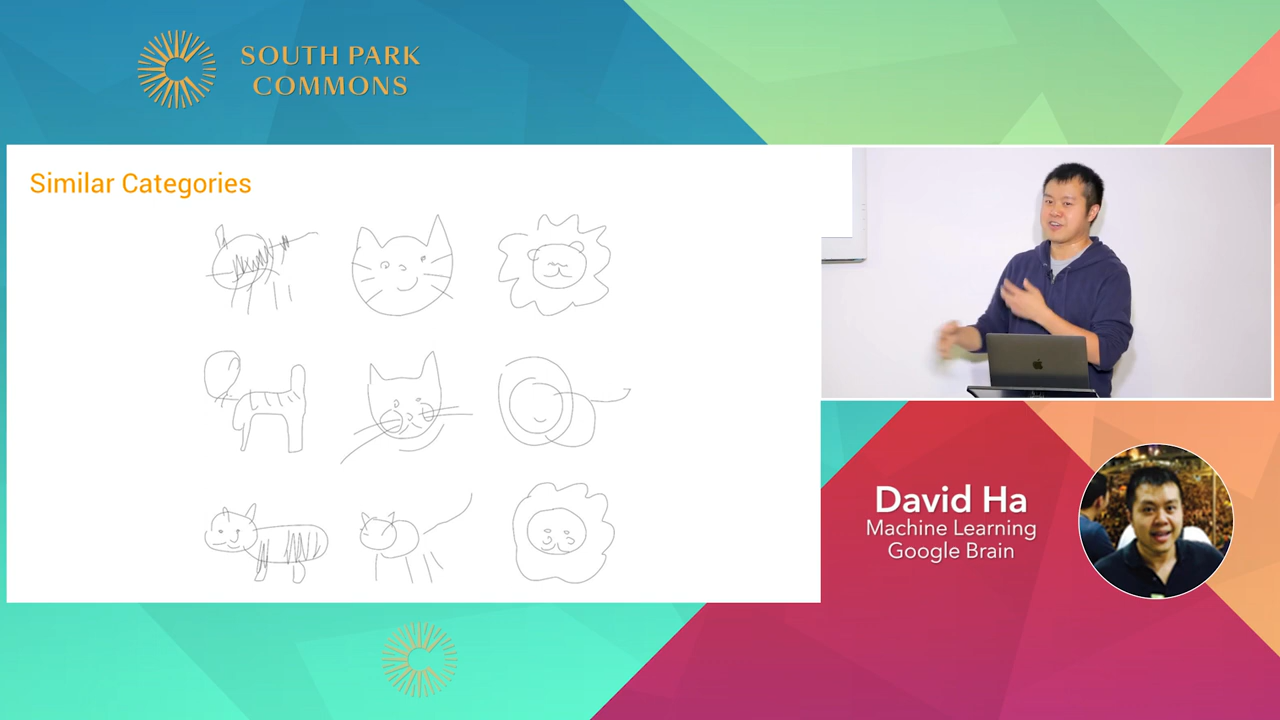 SOUTH PARK
COMMONS
Similar Categories
David Ha
Machine Learning
Google Brain